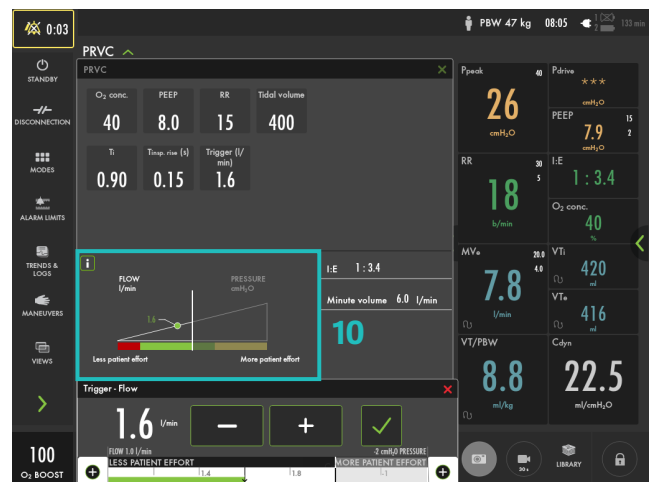 0:03
PBW 47 kg 08:05 1 2 133 min
STANDBY
DISCONNECTION
MODES
ALARM LIMITS
TRENDS &
LOGS
MANEUVERS
VIEWS
100
O₂ BOOST
PRVC
PRVC
O₂ conc. PEEP RR Tidal volume
40 8.0 15 400
Ti Tinsp. rise (s) Trigger (l/
min)
0.90 0.15 1.6
i
FLOW PRESSURE
l/min cmH₂O
1.6
Less patient effort More patient effort
I:E 1 : 3.4
Minute volume 6.0 l/min
10
Trigger - Flow
1.6 l/min
FLOW 1.0 l/min -2 cmH₂O PRESSURE
LESS PATIENT EFFORT MORE PATIENT EFFORT
1.4 1.8 -1
Ppeak 40
26
cmH₂O
Pdrive
***
cmH₂O
PEEP 15
7.9 2
cmH₂O
RR 30
5
18
b/min
I:E
1 : 3.4
O₂ conc.
40
%
MVe 20.0
4.0
7.8
l/min
VTi
420
ml
VTe
416
ml
VT/PBW
8.8
ml/kg
Cdyn
22.5
ml/cmH₂O
30 s
LIBRARY